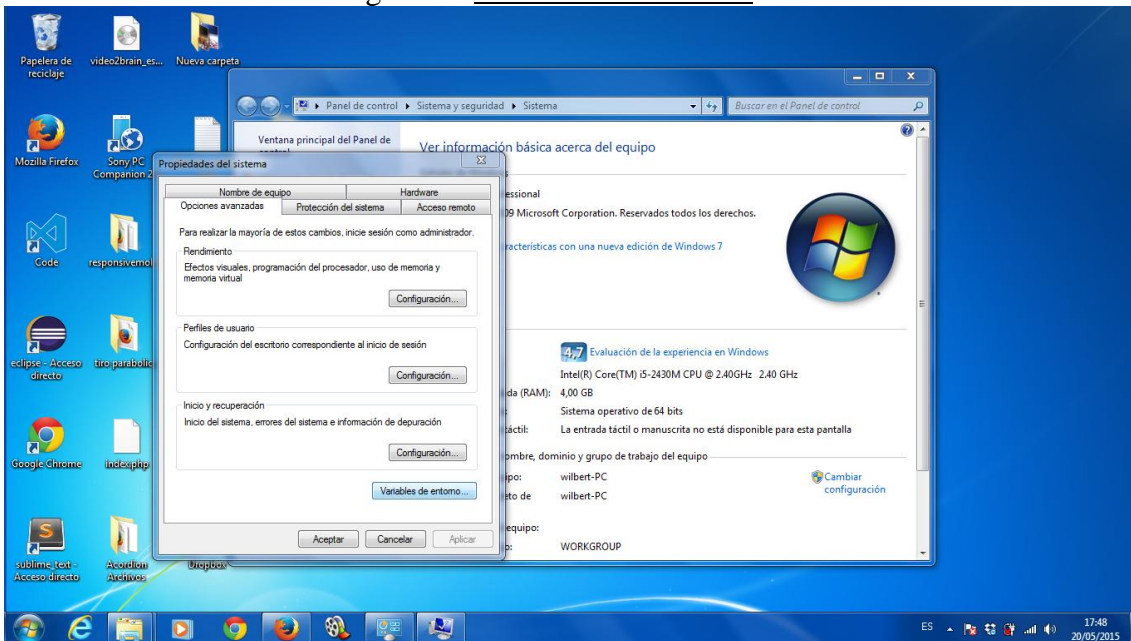 Papelera de
reciclaje
video2brain_es...
Nueva carpeta
Mozilla Firefox
Sony PC
Companion 2
Code
responsivemol
eclipse - Acceso
directo
tiro parabolic
Google Chrome
index.php
sublime_text -
Acceso directo
Acordion
Archivos
Dropbox
Panel de control Sistema y seguridad Sistema
Buscar en el Panel de control
Ventana principal del Panel de
Ver información básica acerca del equipo
essional
09 Microsoft Corporation. Reservados todos los derechos.
racterísticas con una nueva edición de Windows 7
4,7 Evaluación de la experiencia en Windows
Intel(R) Core(TM) i5-2430M CPU @ 2.40GHz 2.40 GHz
da (RAM): 4,00 GB
Sistema operativo de 64 bits
táctil: La entrada táctil o manuscrita no está disponible para esta pantalla
ombre, dominio y grupo de trabajo del equipo
ipo: wilbert-PC
Cambiar
configuración
eto de wilbert-PC
equipo:
WORKGROUP
Propiedades del sistema
Nombre de equipo Hardware
Opciones avanzadas Protección del sistema Acceso remoto
Para realizar la mayoría de estos cambios, inicie sesión como administrador.
Rendimiento
Efectos visuales, programación del procesador, uso de memoria y
memoria virtual
Configuración...
Perfiles de usuario
Configuración del escritorio correspondiente al inicio de sesión
Configuración...
Inicio y recuperación
Inicio del sistema, errores del sistema e información de depuración
Configuración...
Variables de entorno...
Aceptar Cancelar Aplicar
ES
17:48
20/05/2015